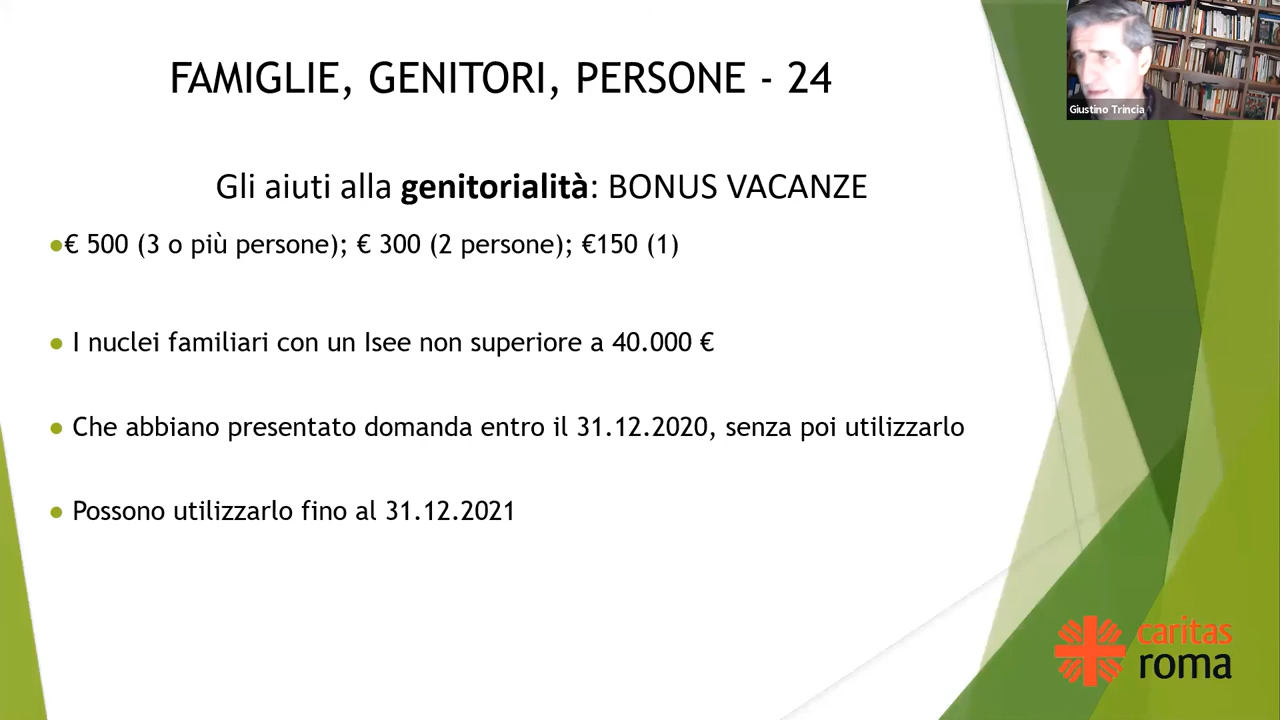 FAMIGLIE, GENITORI, PERSONE - 24
Giustino Trincia
Gli aiuti alla genitorialità: BONUS VACANZE
€ 500 (3 o più persone); € 300 (2 persone); €150 (1)
I nuclei familiari con un Isee non superiore a 40.000 €
Che abbiano presentato domanda entro il 31.12.2020, senza poi utilizzarlo
Possono utilizzarlo fino al 31.12.2021
caritas
roma